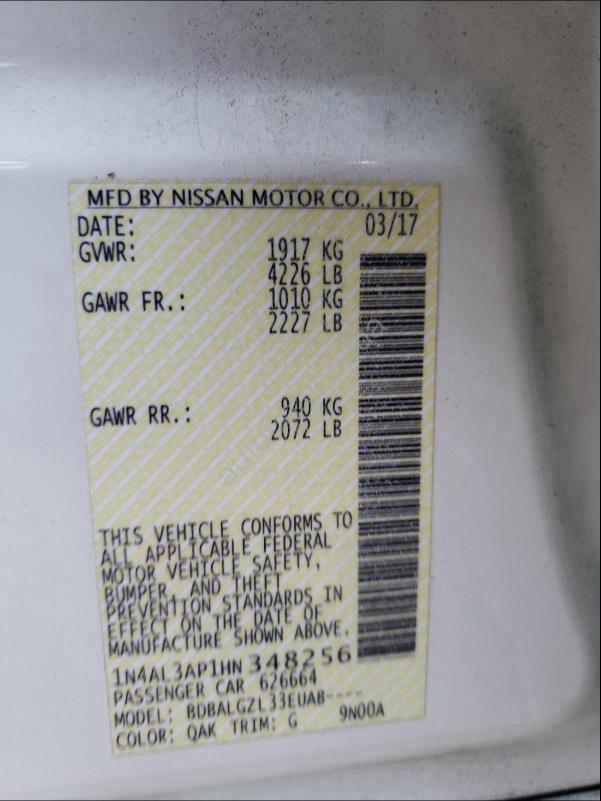 MFD BY NISSAN MOTOR CO., LTD.
DATE: 03/17
GVWR: 1917 KG
4226 LB
GAWR FR.: 1010 KG
2227 LB
GAWR RR.: 940 KG
2072 LB
THIS VEHICLE CONFORMS TO
ALL APPLICABLE FEDERAL
MOTOR VEHICLE SAFETY,
BUMPER, AND THEFT
PREVENTION STANDARDS IN
EFFECT ON THE DATE OF
MANUFACTURE SHOWN ABOVE.
1N4AL3AP1HN348256
PASSENGER CAR 626664
MODEL: BDBALGZL33EUAB----
COLOR: QAK TRIM: G 9N00A